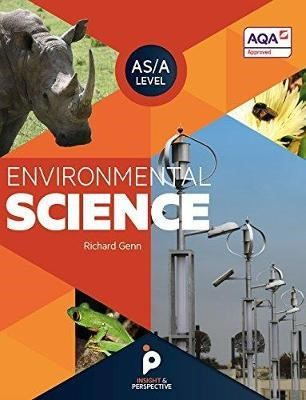 AS/A
LEVEL
AQA
Approved
ENVIRONMENTAL
SCIENCE
Richard Genn
INSIGHT &
PERSPECTIVE